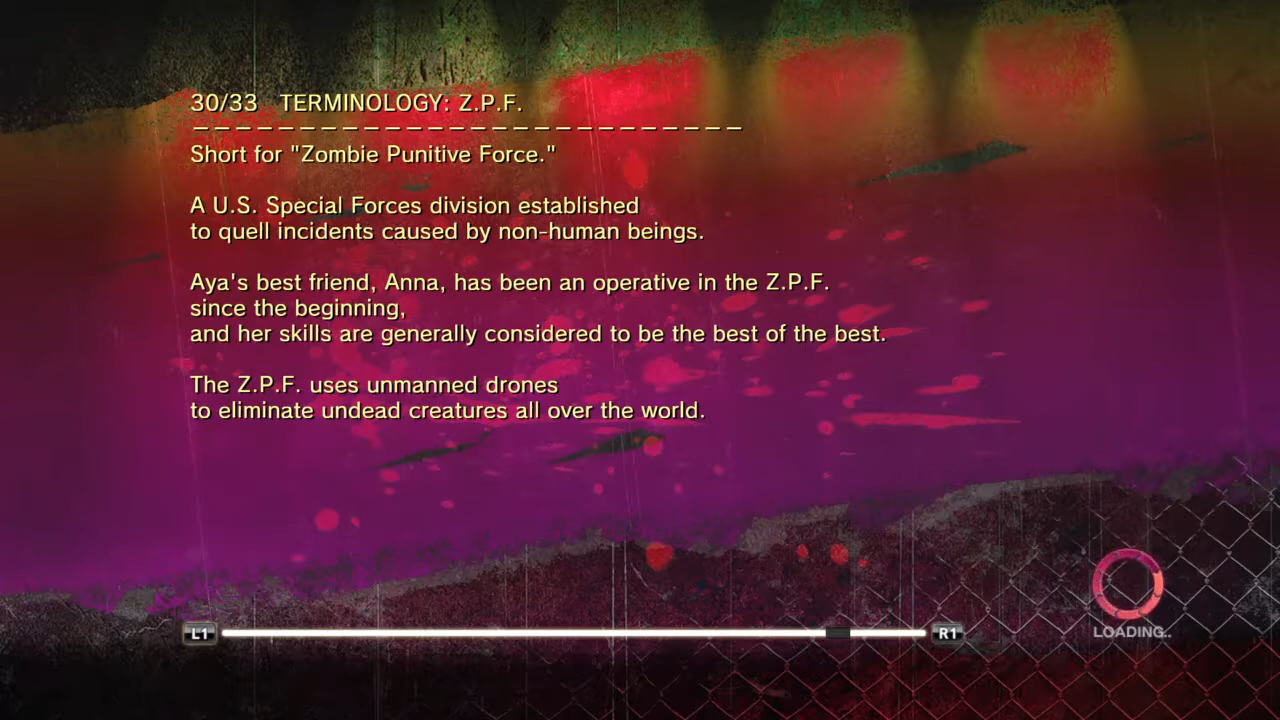 30/33 TERMINOLOGY: Z.P.F.
Short for "Zombie Punitive Force."
A U.S. Special Forces division established
to quell incidents caused by non-human beings.
Aya's best friend, Anna, has been an operative in the Z.P.F.
since the beginning,
and her skills are generally considered to be the best of the best.
The Z.P.F. uses unmanned drones
to eliminate undead creatures all over the world.
L1 R1
LOADING..